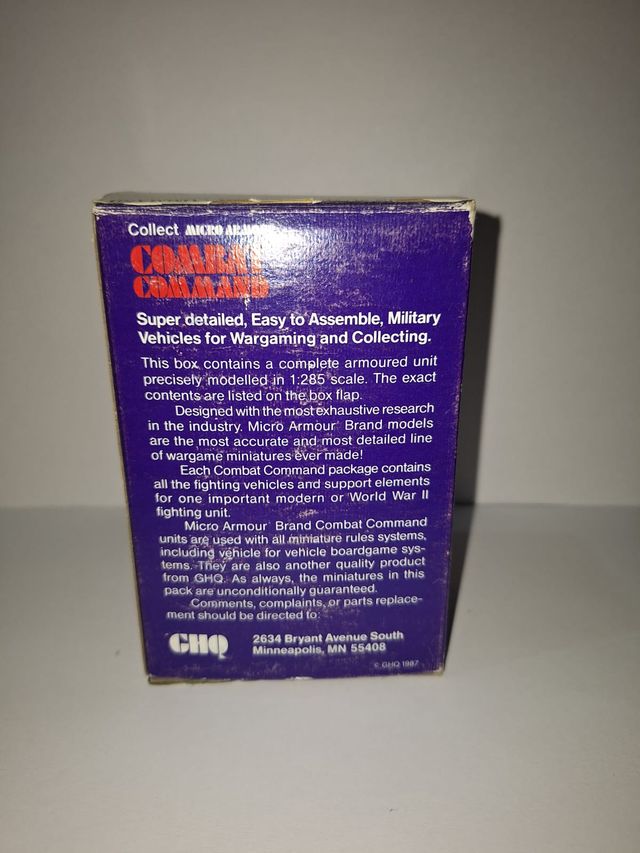 Collect MICRO ARMOUR
COMBAT
COMMAND
Super detailed, Easy to Assemble, Military
Vehicles for Wargaming and Collecting.
This box contains a complete armoured unit
precisely modelled in 1:285 scale. The exact
contents are listed on the box flap.
Designed with the most exhaustive research
in the industry. Micro Armour Brand models
are the most accurate and most detailed line
of wargame miniatures ever made!
Each Combat Command package contains
all the fighting vehicles and support elements
for one important modern or World War II
fighting unit.
Micro Armour Brand Combat Command
units are used with all miniature rules systems,
including vehicle for vehicle boardgame sys-
tems. They are also another quality product
from GHQ. As always, the miniatures in this
pack are unconditionally guaranteed.
Comments, complaints, or parts replace-
ment should be directed to:
GHQ
2634 Bryant Avenue South
Minneapolis, MN 55408
© GHQ 1987